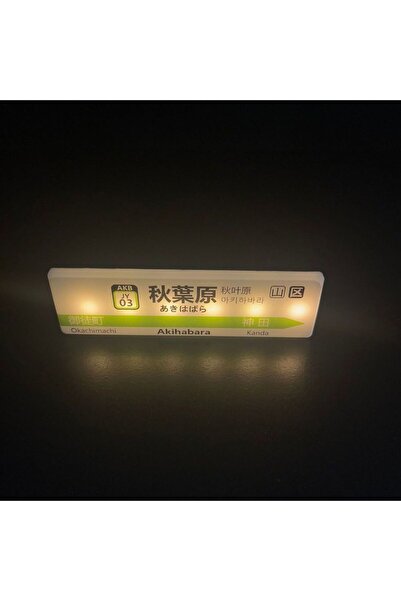 AKB
JY
03
秋葉原
あきはばら
秋叶原
아키하바라
山 区
御徒町
Okachimachi
Akihabara
神田
Kanda